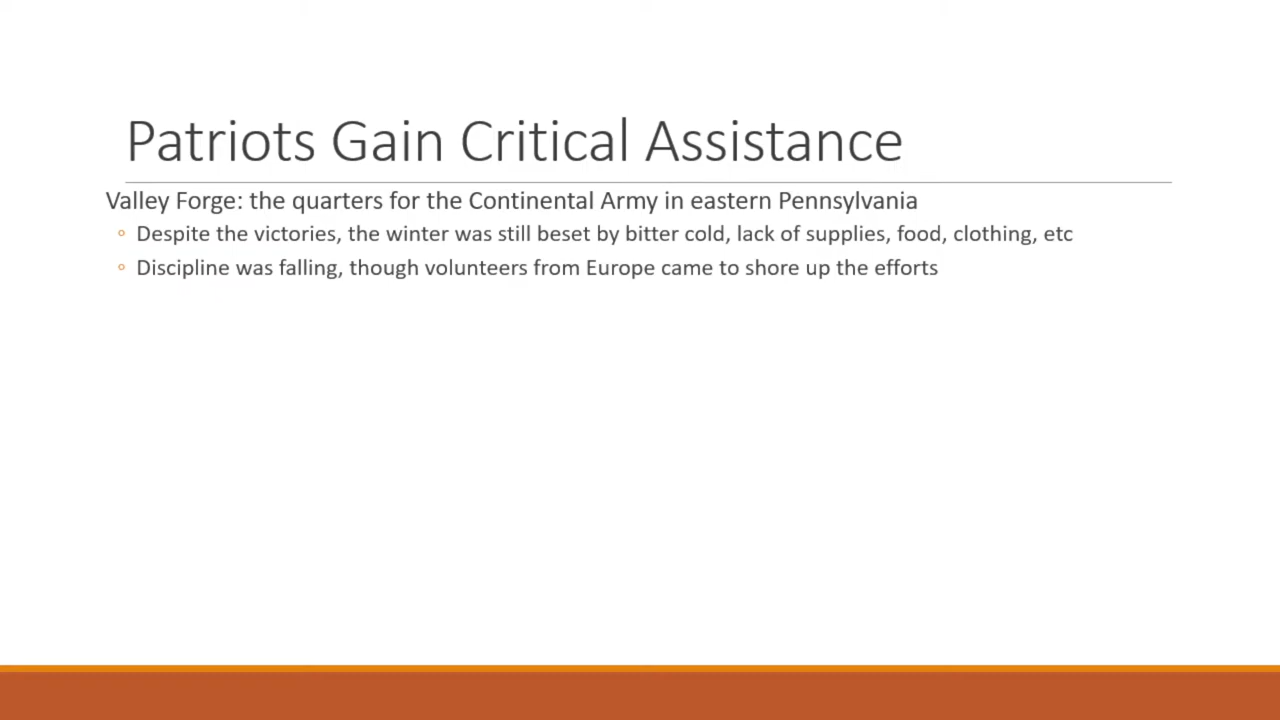 Patriots Gain Critical Assistance
Valley Forge: the quarters for the Continental Army in eastern Pennsylvania
◦ Despite the victories, the winter was still beset by bitter cold, lack of supplies, food, clothing, etc
◦ Discipline was falling, though volunteers from Europe came to shore up the efforts